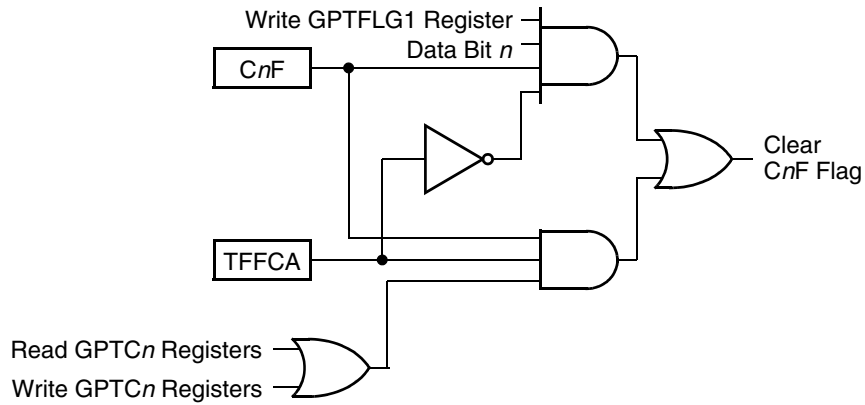 Write GPTFLG1 Register
Data Bit n
CnF
Clear
CnF Flag
TFFCA
Read GPTCn Registers
Write GPTCn Registers